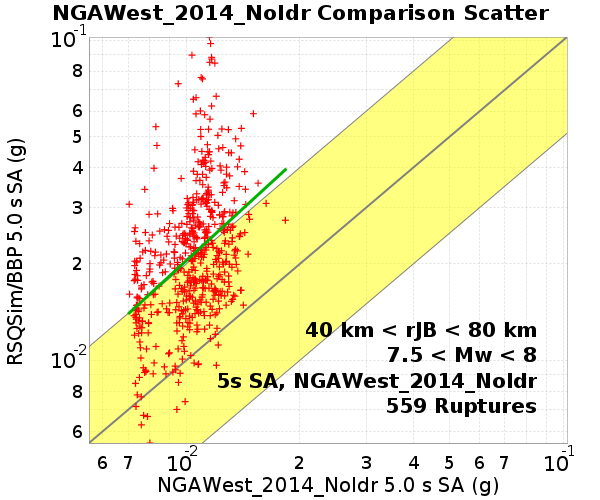 NGAWest_2014_NoIdr Comparison Scatter
RSQSim/BBP 5.0 s SA (g)
10-1
8
6
5
4
3
2
10-2
8
6
40 km < rJB < 80 km
7.5 < Mw < 8
5s SA, NGAWest_2014_NoIdr
559 Ruptures
6 7 10-2 2 3 4 5 6 7 10-1
NGAWest_2014_NoIdr 5.0 s SA (g)